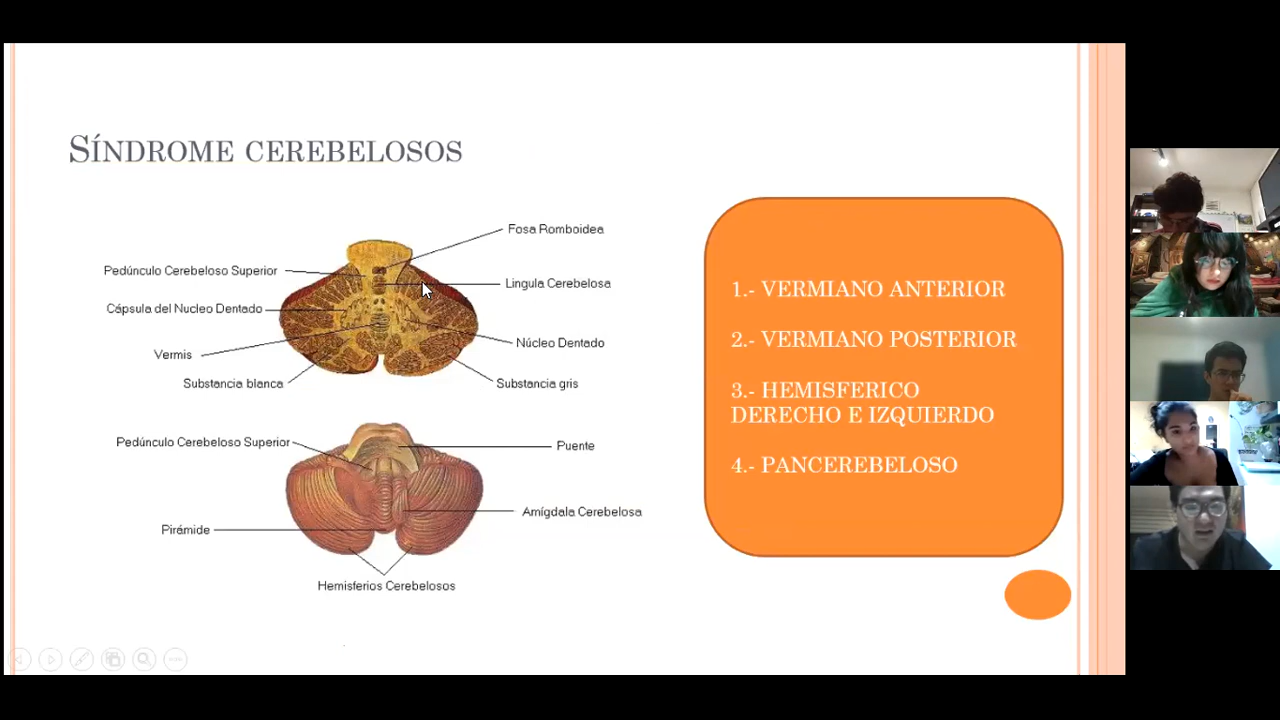 SÍNDROME CEREBELOSOS
Fosa Romboidea
Pedúnculo Cerebeloso Superior
Lingula Cerebelosa
Cápsula del Nucleo Dentado
Núcleo Dentado
Vermis
Substancia blanca
Substancia gris
Pedúnculo Cerebeloso Superior
Puente
Amígdala Cerebelosa
Pirámide
Hemisferios Cerebelosos
1.- VERMIANO ANTERIOR
2.- VERMIANO POSTERIOR
3.- HEMISFERICO
DERECHO E IZQUIERDO
4.- PANCEREBELOSO